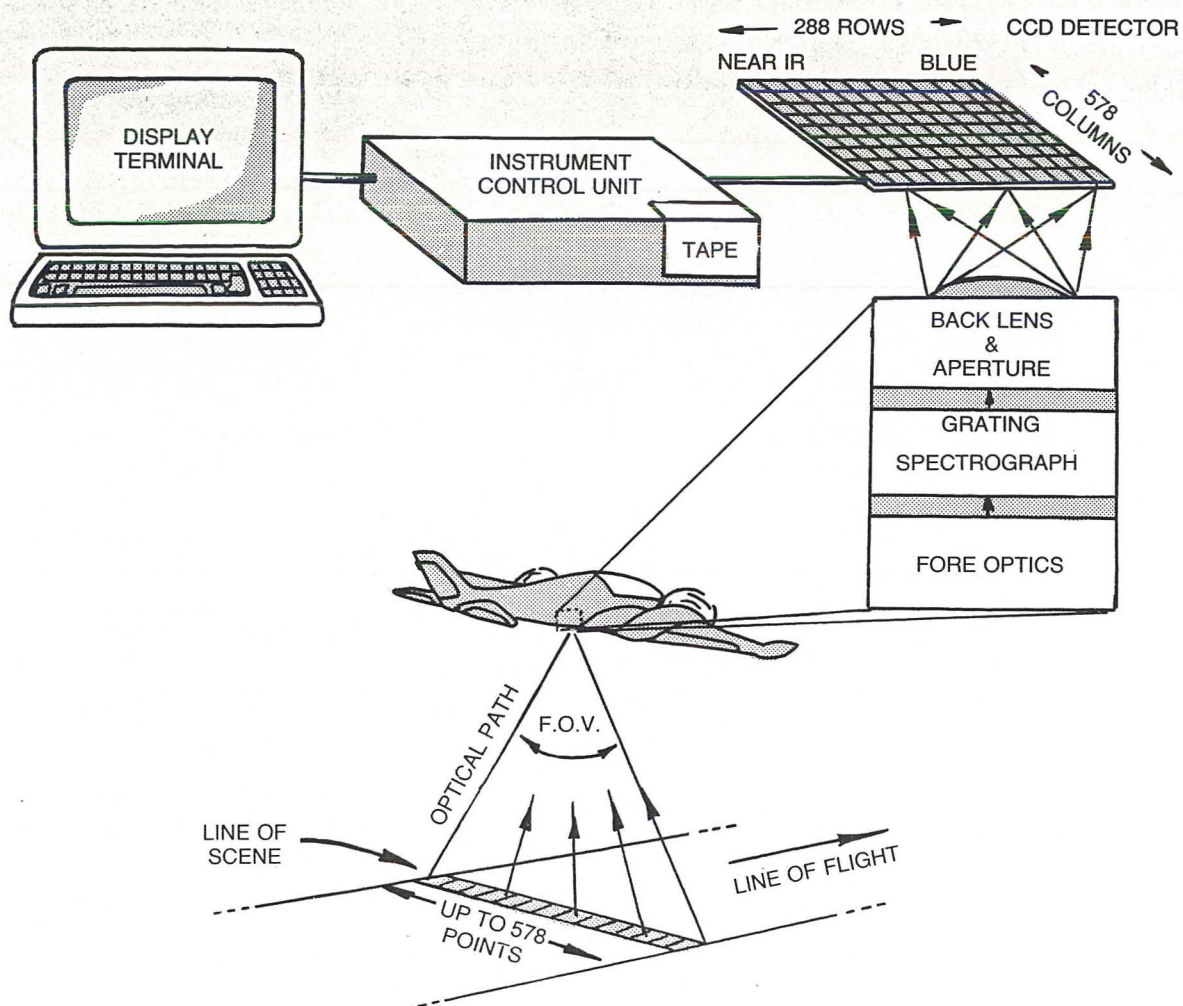 288 ROWS
CCD DETECTOR
NEAR IR
BLUE
578
COLUMNS
DISPLAY
TERMINAL
INSTRUMENT
CONTROL UNIT
TAPE
BACK LENS
&
APERTURE
GRATING
SPECTROGRAPH
FORE OPTICS
OPTICAL PATH
F.O.V.
LINE OF
SCENE
LINE OF FLIGHT
UP TO 578
POINTS